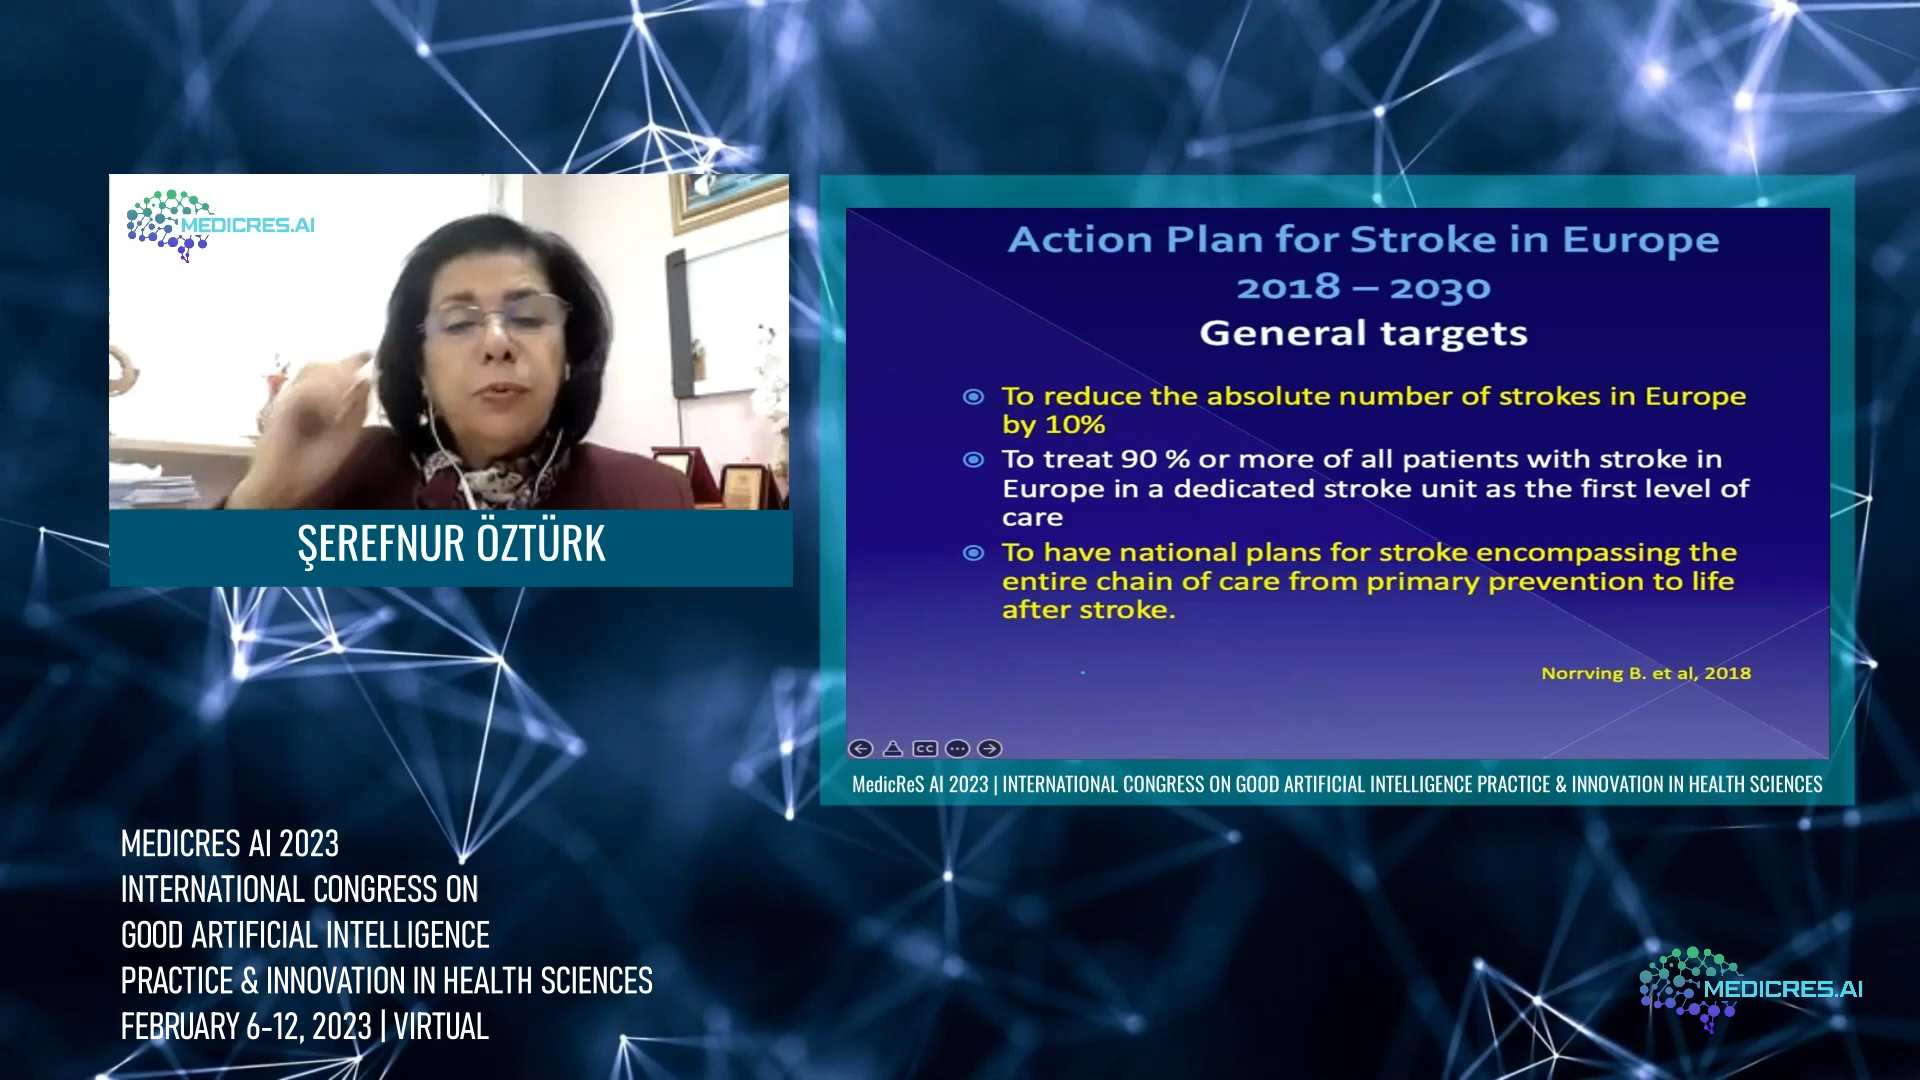 MEDICRES.AI
ŞEREFNUR ÖZTÜRK
Action Plan for Stroke in Europe
2018 – 2030
General targets
To reduce the absolute number of strokes in Europe
by 10%
To treat 90 % or more of all patients with stroke in
Europe in a dedicated stroke unit as the first level of
care
To have national plans for stroke encompassing the
entire chain of care from primary prevention to life
after stroke.
Norrving B. et al, 2018
CC
MedicReS AI 2023 | INTERNATIONAL CONGRESS ON GOOD ARTIFICIAL INTELLIGENCE PRACTICE & INNOVATION IN HEALTH SCIENCES
MEDICRES AI 2023
INTERNATIONAL CONGRESS ON
GOOD ARTIFICIAL INTELLIGENCE
PRACTICE & INNOVATION IN HEALTH SCIENCES
FEBRUARY 6-12, 2023 | VIRTUAL
MEDICRES.AI